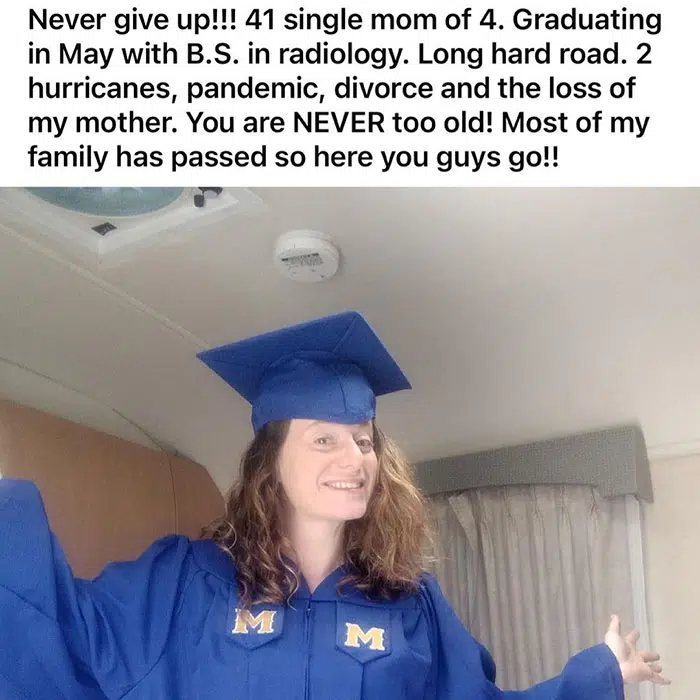 Never give up!!! 41 single mom of 4. Graduating
in May with B.S. in radiology. Long hard road. 2
hurricanes, pandemic, divorce and the loss of
my mother. You are NEVER too old! Most of my
family has passed so here you guys go!!
M M